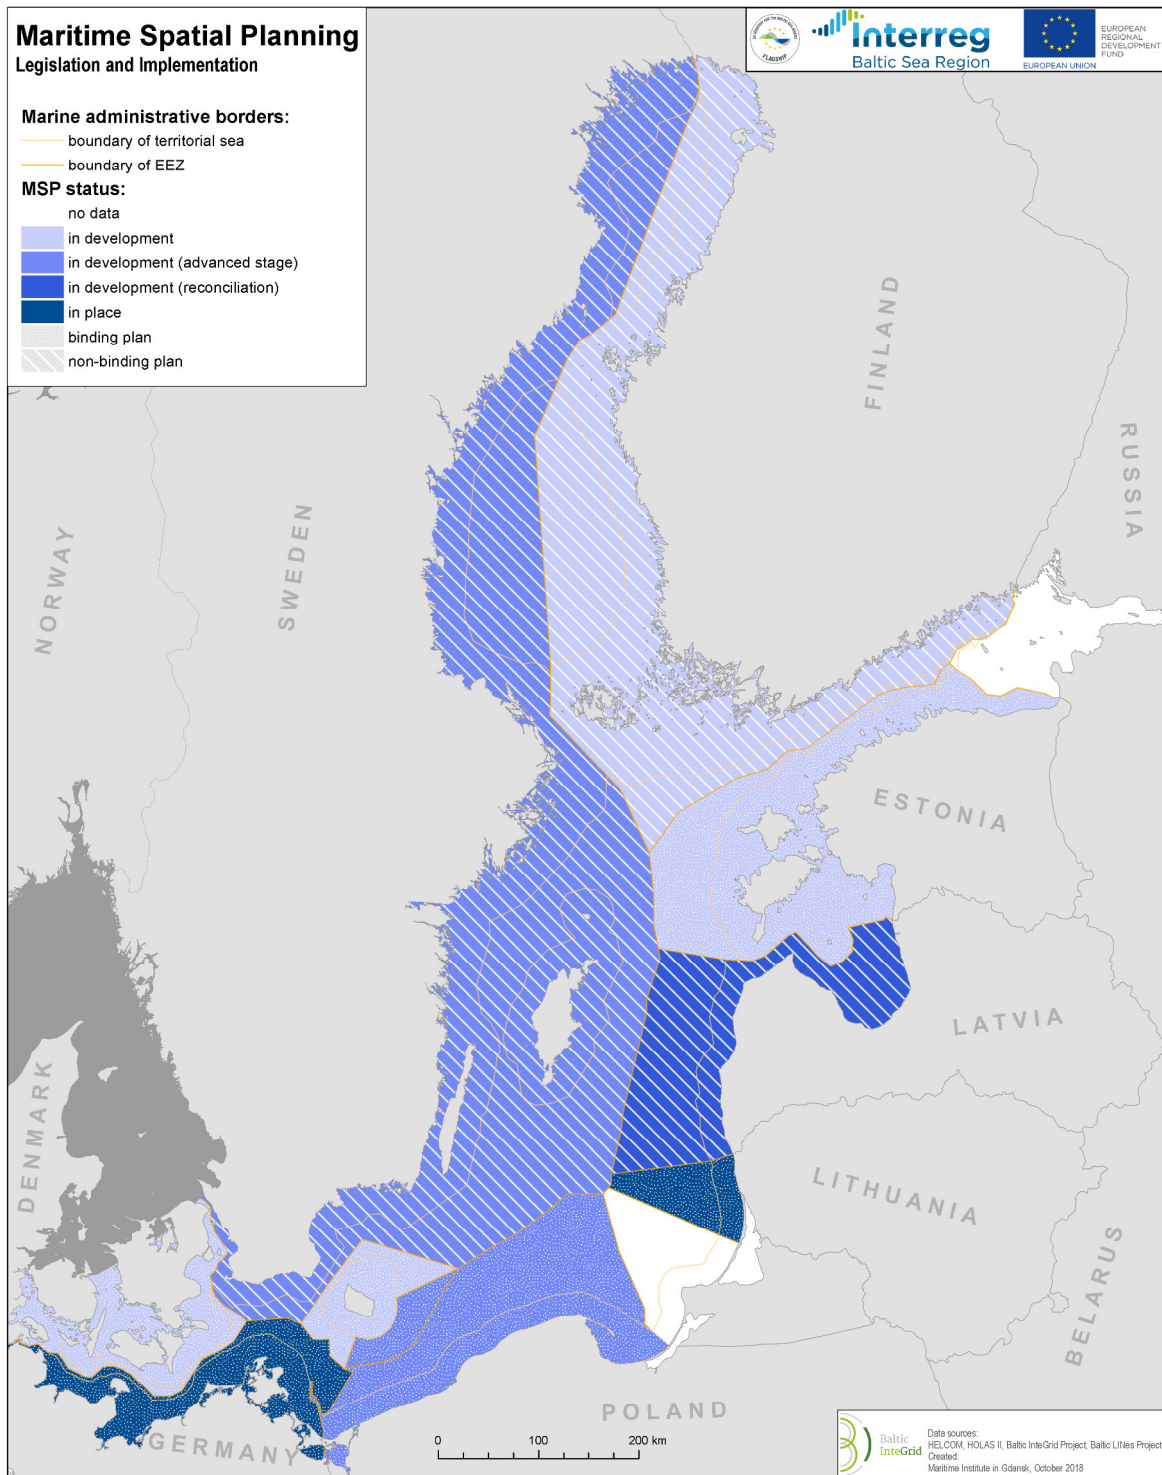 Maritime Spatial Planning
Legislation and Implementation
Marine administrative borders:
boundary of territorial sea
boundary of EEZ
MSP status:
no data
in development
in development (advanced stage)
in development (reconciliation)
in place
binding plan
non-binding plan
FLAGSHIP
Interreg
Baltic Sea Region
EUROPEAN UNION
EUROPEAN
REGIONAL
DEVELOPMENT
FUND
NORWAY
SWEDEN
FINLAND
RUSSIA
ESTONIA
LATVIA
LITHUANIA
BELARUS
DENMARK
GERMANY
POLAND
0 100 200 km
Baltic
InteGrid
Data sources:
HELCOM, HOLAS II, Baltic InteGrid Project, Baltic LINes Project
Created:
Maritime Institute in Gdansk, October 2018